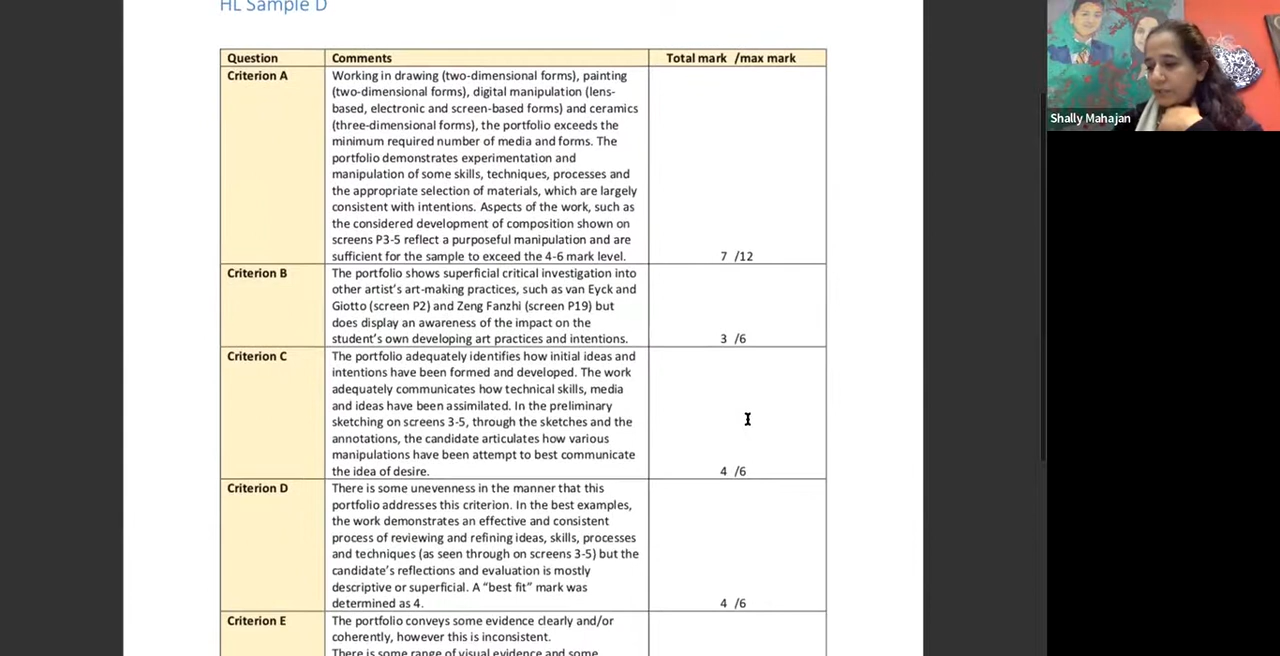 HL Sample D
Question Comments Total mark /max mark
Criterion A Working in drawing (two-dimensional forms), painting
(two-dimensional forms), digital manipulation (lens-
based, electronic and screen-based forms) and ceramics
(three-dimensional forms), the portfolio exceeds the
minimum required number of media and forms. The
portfolio demonstrates experimentation and
manipulation of some skills, techniques, processes and
the appropriate selection of materials, which are largely
consistent with intentions. Aspects of the work, such as
the considered development of composition shown on
screens P3-5 reflect a purposeful manipulation and are
sufficient for the sample to exceed the 4-6 mark level. 7 /12
Criterion B The portfolio shows superficial critical investigation into
other artist's art-making practices, such as van Eyck and
Giotto (screen P2) and Zeng Fanzhi (screen P19) but
does display an awareness of the impact on the
student's own developing art practices and intentions. 3 /6
Criterion C The portfolio adequately identifies how initial ideas and
intentions have been formed and developed. The work
adequately communicates how technical skills, media
and ideas have been assimilated. In the preliminary
sketching on screens 3-5, through the sketches and the
annotations, the candidate articulates how various
manipulations have been attempt to best communicate
the idea of desire. 4 /6
Criterion D There is some unevenness in the manner that this
portfolio addresses this criterion. In the best examples,
the work demonstrates an effective and consistent
process of reviewing and refining ideas, skills, processes
and techniques (as seen through on screens 3-5) but the
candidate's reflections and evaluation is mostly
descriptive or superficial. A "best fit" mark was
determined as 4. 4 /6
Criterion E The portfolio conveys some evidence clearly and/or
coherently, however this is inconsistent.
There is some range of visual evidence and some
Shally Mahajan